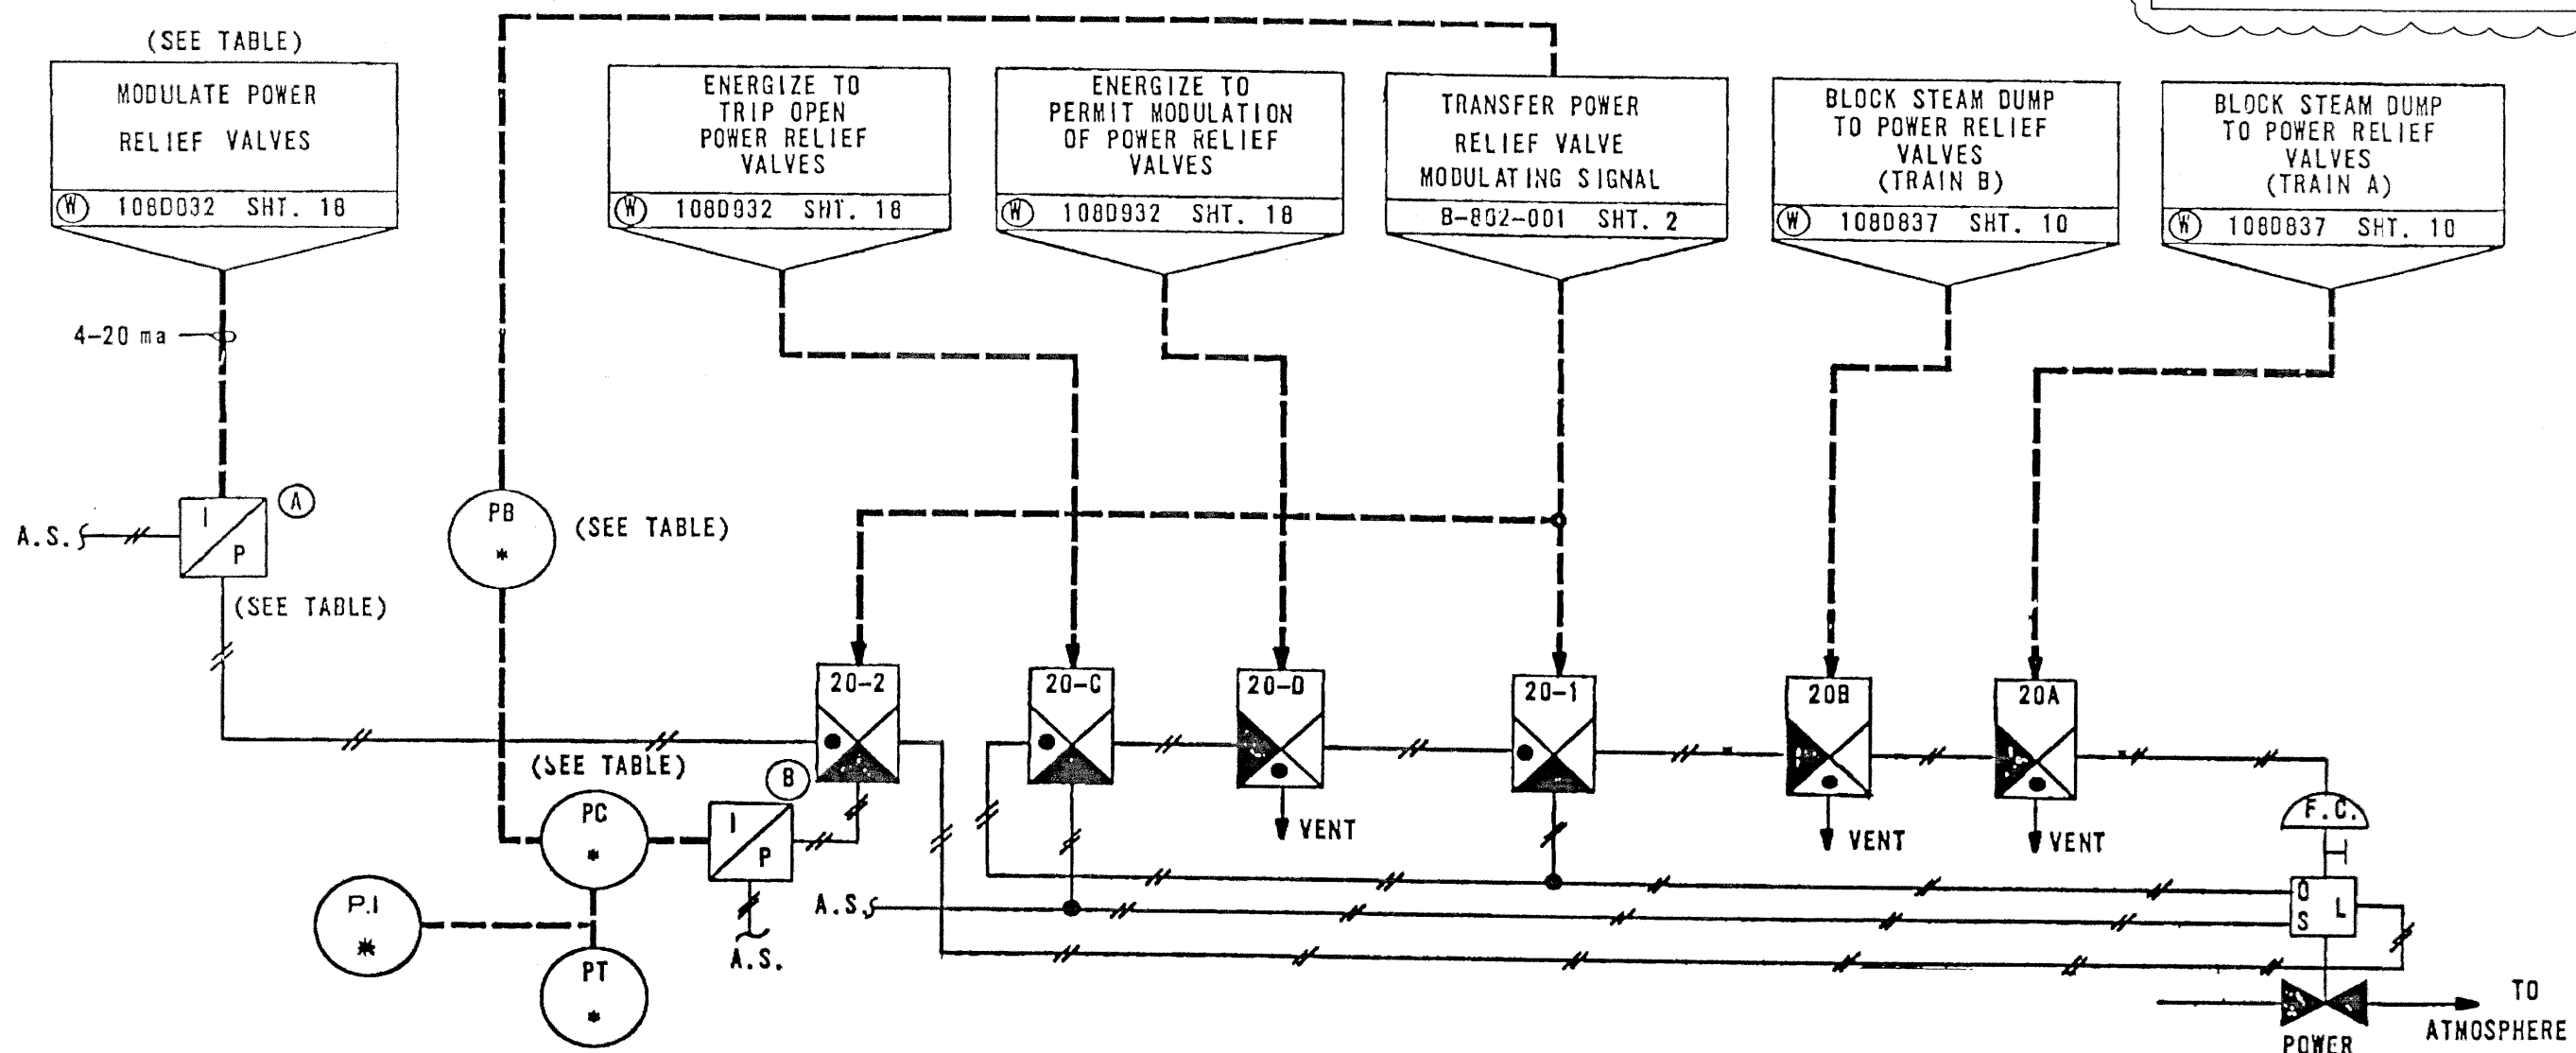 (SEE TABLE)
MODULATE POWER
RELIEF VALVES
W 108D032 SHT. 18
ENERGIZE TO
TRIP OPEN
POWER RELIEF
VALVES
W 108D932 SHT. 18
ENERGIZE TO
PERMIT MODULATION
OF POWER RELIEF
VALVES
W 108D932 SHT. 18
TRANSFER POWER
RELIEF VALVE
MODULATING SIGNAL
B-802-001 SHT. 2
BLOCK STEAM DUMP
TO POWER RELIEF
VALVES
(TRAIN B)
W 108D837 SHT. 10
BLOCK STEAM DUMP
TO POWER RELIEF
VALVES
(TRAIN A)
W 108D837 SHT. 10
4-20 ma
A
I
P
A.S.
(SEE TABLE)
PB
*
(SEE TABLE)
20-2
20-C
20-D
20-1
20B
20A
(SEE TABLE)
B
PC
*
I
P
A.S.
VENT
VENT
VENT
F.C.
A.S.
O
S
L
P.I
*
PT
*
TO
ATMOSPHERE
POWER